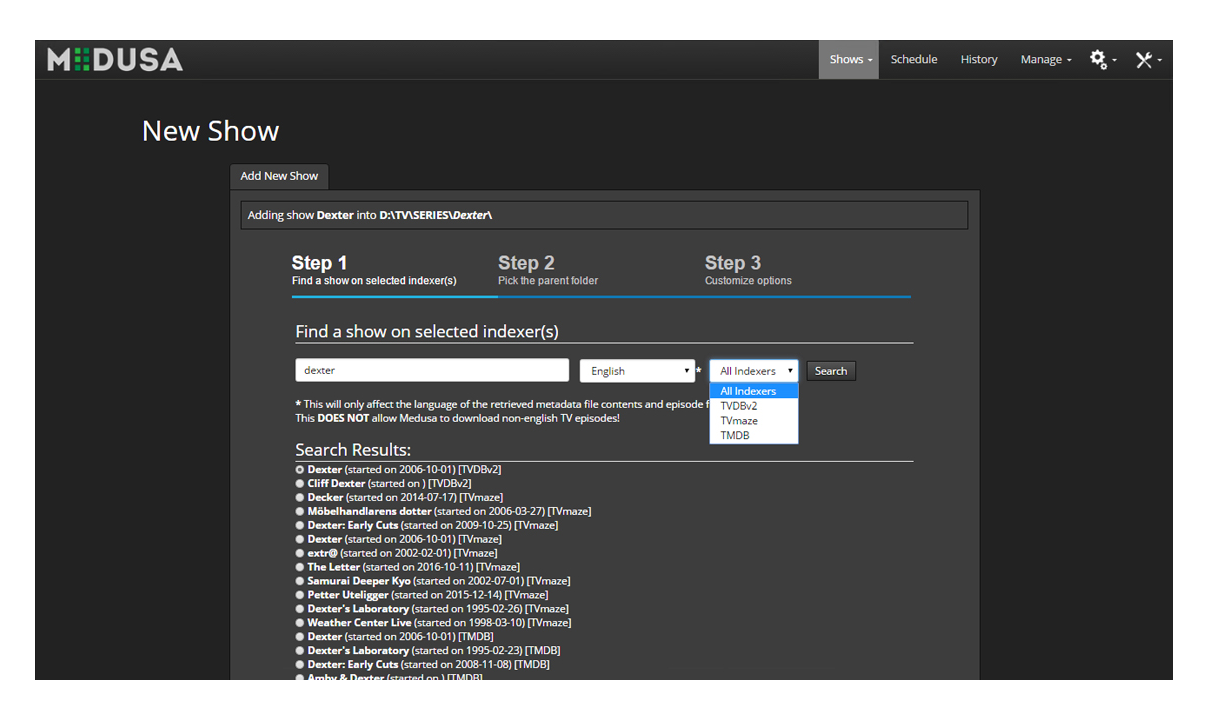 MEDUSA
Shows Schedule History Manage
New Show
Add New Show
Adding show Dexter into D:\TV\SERIES\Dexter\
Step 1 Step 2 Step 3
Find a show on selected indexer(s) Pick the parent folder Customize options
Find a show on selected indexer(s)
dexter English * All Indexers Search
All Indexers
* This will only affect the language of the retrieved metadata file contents and episode f
TVDBv2
This DOES NOT allow Medusa to download non-english TV episodes!
TVmaze
TMDB
Search Results:
Dexter (started on 2006-10-01) [TVDBv2]
Cliff Dexter (started on ) [TVDBv2]
Decker (started on 2014-07-17) [TVmaze]
Möbelhandlarens dotter (started on 2006-03-27) [TVmaze]
Dexter: Early Cuts (started on 2009-10-25) [TVmaze]
Dexter (started on 2006-10-01) [TVmaze]
extr@ (started on 2002-02-01) [TVmaze]
The Letter (started on 2016-10-11) [TVmaze]
Samurai Deeper Kyo (started on 2002-07-01) [TVmaze]
Petter Uteligger (started on 2015-12-14) [TVmaze]
Dexter's Laboratory (started on 1995-02-26) [TVmaze]
Weather Center Live (started on 1998-03-10) [TVmaze]
Dexter (started on 2006-10-01) [TMDB]
Dexter's Laboratory (started on 1995-02-23) [TMDB]
Dexter: Early Cuts (started on 2008-11-08) [TMDB]
Amby & Dexter (started on ) [TMDB]